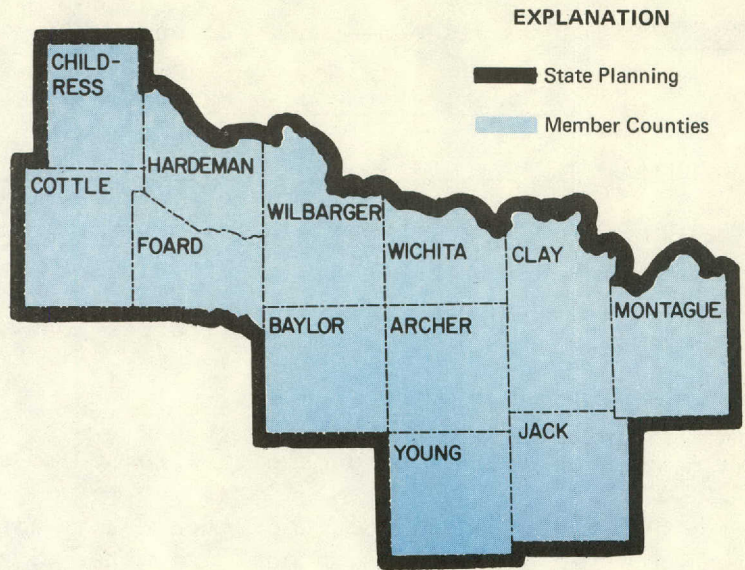 EXPLANATION
State Planning
Member Counties
CHILD-
RESS
HARDEMAN
COTTLE
WILBARGER
FOARD
WICHITA
CLAY
MONTAGUE
BAYLOR
ARCHER
YOUNG
JACK